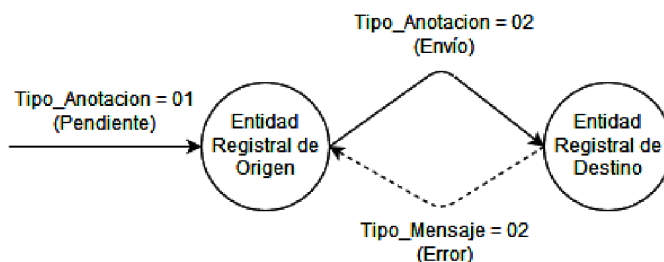 Tipo_Anotacion = 02
(Envío)
Tipo_Anotacion = 01
(Pendiente)
Entidad
Registral de
Origen
Entidad
Registral de
Destino
Tipo_Mensaje = 02
(Error)